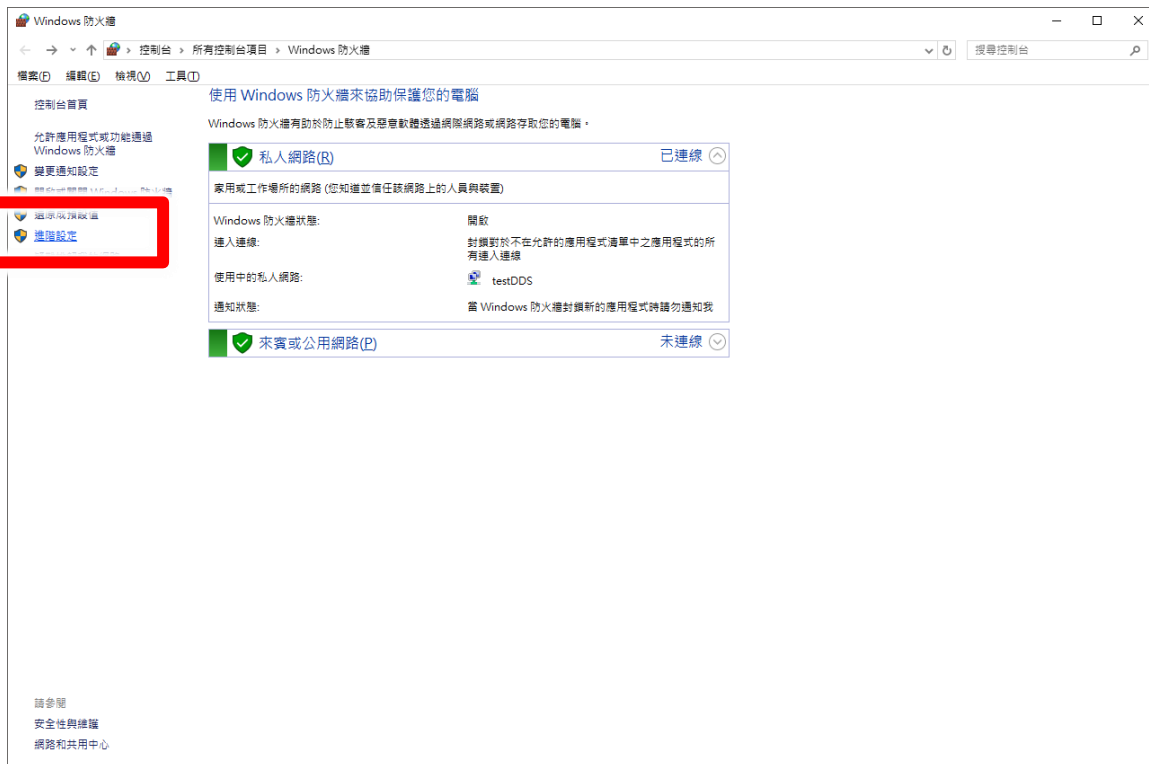 Windows 防火牆
控制台 › 所有控制台項目 › Windows 防火牆
搜尋控制台
檔案(F) 編輯(E) 檢視(V) 工具(T)
控制台首頁
允許應用程式或功能通過
Windows 防火牆
變更通知設定
開啟或關閉 Windows 防火牆
還原成預設值
進階設定
使用 Windows 防火牆來協助保護您的電腦
Windows 防火牆有助於防止駭客及惡意軟體透過網際網路或網路存取您的電腦。
私人網路(R) 已連線
家用或工作場所的網路 (您知道並信任該網路上的人員與裝置)
Windows 防火牆狀態: 開啟
連入連線: 封鎖對於不在允許的應用程式清單中之應用程式的所
有連入連線
使用中的私人網路: testDDS
通知狀態: 當 Windows 防火牆封鎖新的應用程式時請勿通知我
來賓或公用網路(P) 未連線
請參閱
安全性與維護
網路和共用中心